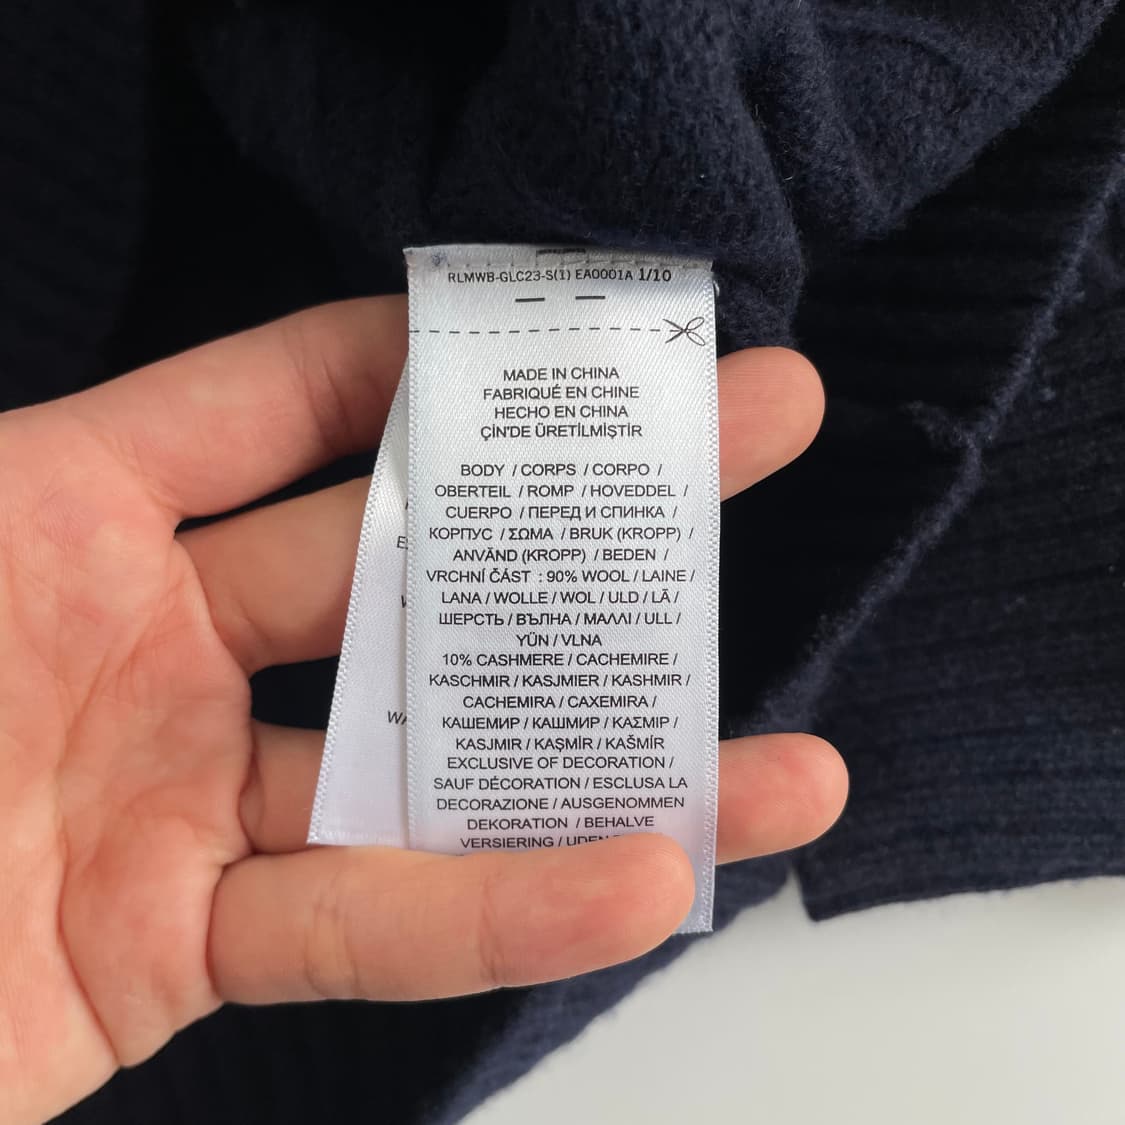 RLMWB-GLC23-S(1) EA0001A 1/10
MADE IN CHINA
FABRIQUÉ EN CHINE
HECHO EN CHINA
ÇİN'DE ÜRETİLMİŞTİR
BODY / CORPS / CORPO /
OBERTEIL / ROMP / HOVEDDEL /
CUERPO / ПЕРЕД И СПИНКА /
КОРПУС / ΣΩΜΑ / BRUK (KROPP) /
ANVÄND (KROPP) / BEDEN /
VRCHNÍ ČÁST : 90% WOOL / LAINE /
LANA / WOLLE / WOL / ULD / LÃ /
ШЕРСТЬ / ВЪЛНА / ΜΑΛΛΙ / ULL /
YÜN / VLNA
10% CASHMERE / CACHEMIRE /
KASCHMIR / KASJMIER / KASHMIR /
CACHEMIRA / CAXEMIRA /
КАШЕМИР / КАШМИР / ΚΑΣΜΙΡ /
KASJMIR / KAŞMİR / KAŠMÍR
EXCLUSIVE OF DECORATION /
SAUF DÉCORATION / ESCLUSA LA
DECORAZIONE / AUSGENOMMEN
DEKORATION / BEHALVE
VERSIERING /